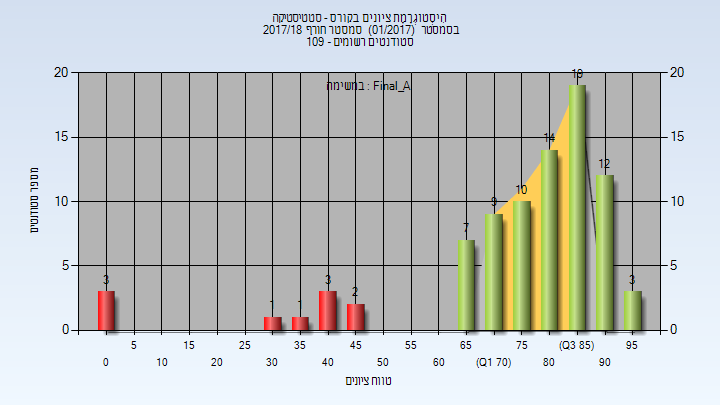 היסטוגרמת ציונים בקורס - סטטיסטיקה
בסמסטר (01/2017) סמסטר חורף 2017/18
סטודנטים רשומים - 109
במשימה : Final_A
מספר סטודנטים
20
15
10
5
0
20
15
10
5
0
3
1
1
3
2
7
9
10
14
19
12
3
5 15 25 35 45 55 65 75 (Q3 85) 95
0 10 20 30 40 50 60 (Q1 70) 80 90
טווח ציונים